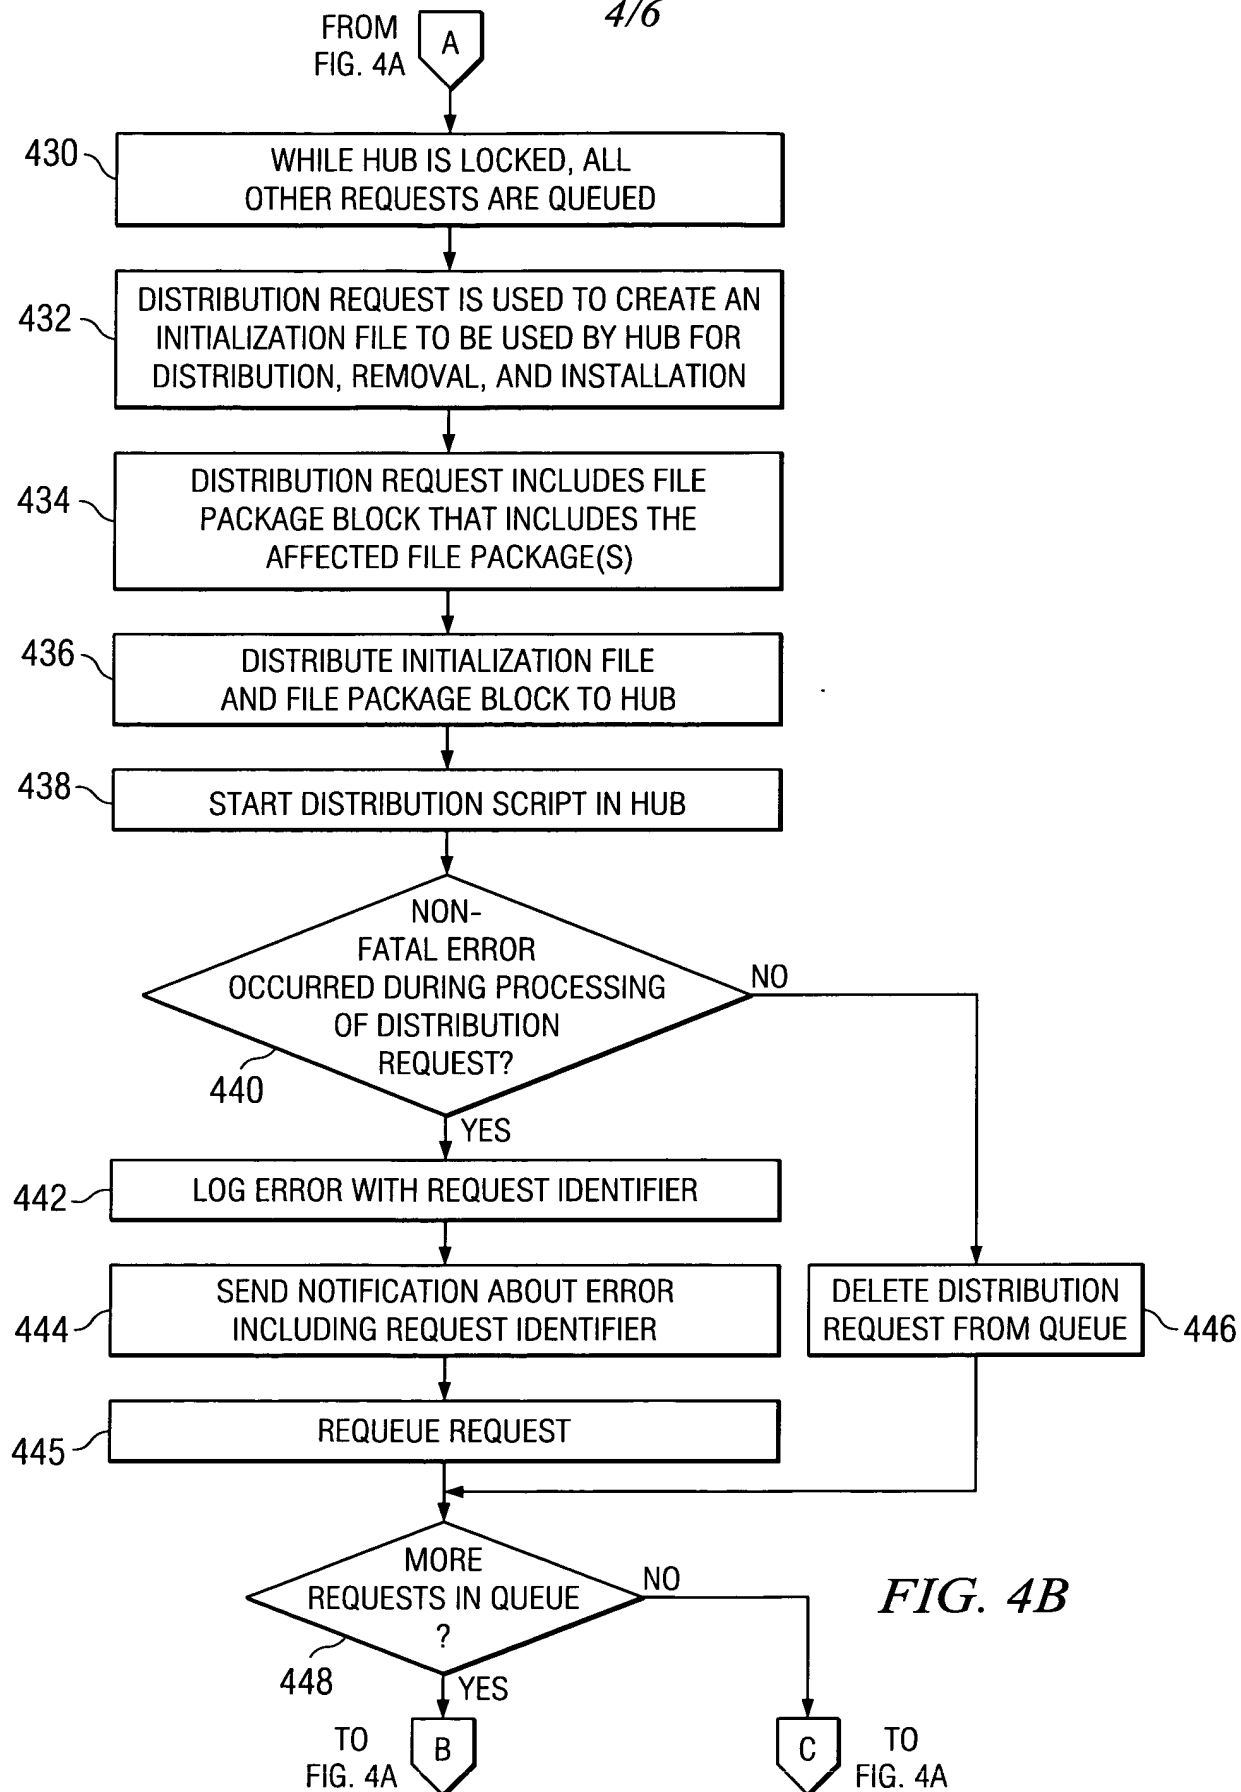 4/6
FROM
FIG. 4A
A
430
WHILE HUB IS LOCKED, ALL
OTHER REQUESTS ARE QUEUED
432
DISTRIBUTION REQUEST IS USED TO CREATE AN
INITIALIZATION FILE TO BE USED BY HUB FOR
DISTRIBUTION, REMOVAL, AND INSTALLATION
434
DISTRIBUTION REQUEST INCLUDES FILE
PACKAGE BLOCK THAT INCLUDES THE
AFFECTED FILE PACKAGE(S)
436
DISTRIBUTE INITIALIZATION FILE
AND FILE PACKAGE BLOCK TO HUB
438
START DISTRIBUTION SCRIPT IN HUB
NON-
FATAL ERROR
OCCURRED DURING PROCESSING
OF DISTRIBUTION
REQUEST?
NO
440
YES
442
LOG ERROR WITH REQUEST IDENTIFIER
444
SEND NOTIFICATION ABOUT ERROR
INCLUDING REQUEST IDENTIFIER
DELETE DISTRIBUTION
REQUEST FROM QUEUE
446
445
REQUEUE REQUEST
MORE
REQUESTS IN QUEUE
?
NO
448
YES
FIG. 4B
TO
FIG. 4A
B
C
TO
FIG. 4A